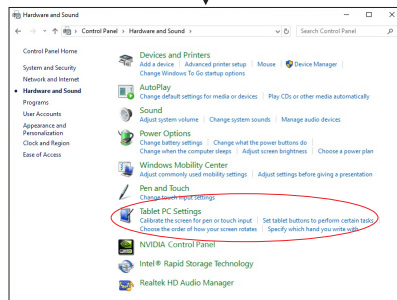 Hardware and Sound
Control Panel > Hardware and Sound >
Search Control Panel
Control Panel Home
System and Security
Network and Internet
Hardware and Sound
Programs
User Accounts
Appearance and
Personalization
Clock and Region
Ease of Access
Devices and Printers
Add a device | Advanced printer setup | Mouse | Device Manager |
Change Windows To Go startup options
AutoPlay
Change default settings for media or devices | Play CDs or other media automatically
Sound
Adjust system volume | Change system sounds | Manage audio devices
Power Options
Change battery settings | Change what the power buttons do |
Change when the computer sleeps | Adjust screen brightness | Choose a power plan
Windows Mobility Center
Adjust commonly used mobility settings | Adjust settings before giving a presentation
Pen and Touch
Change touch input settings
Tablet PC Settings
Calibrate the screen for pen or touch input | Set tablet buttons to perform certain tasks
Choose the order of how your screen rotates | Specify which hand you write with
NVIDIA Control Panel
Intel® Rapid Storage Technology
Realtek HD Audio Manager